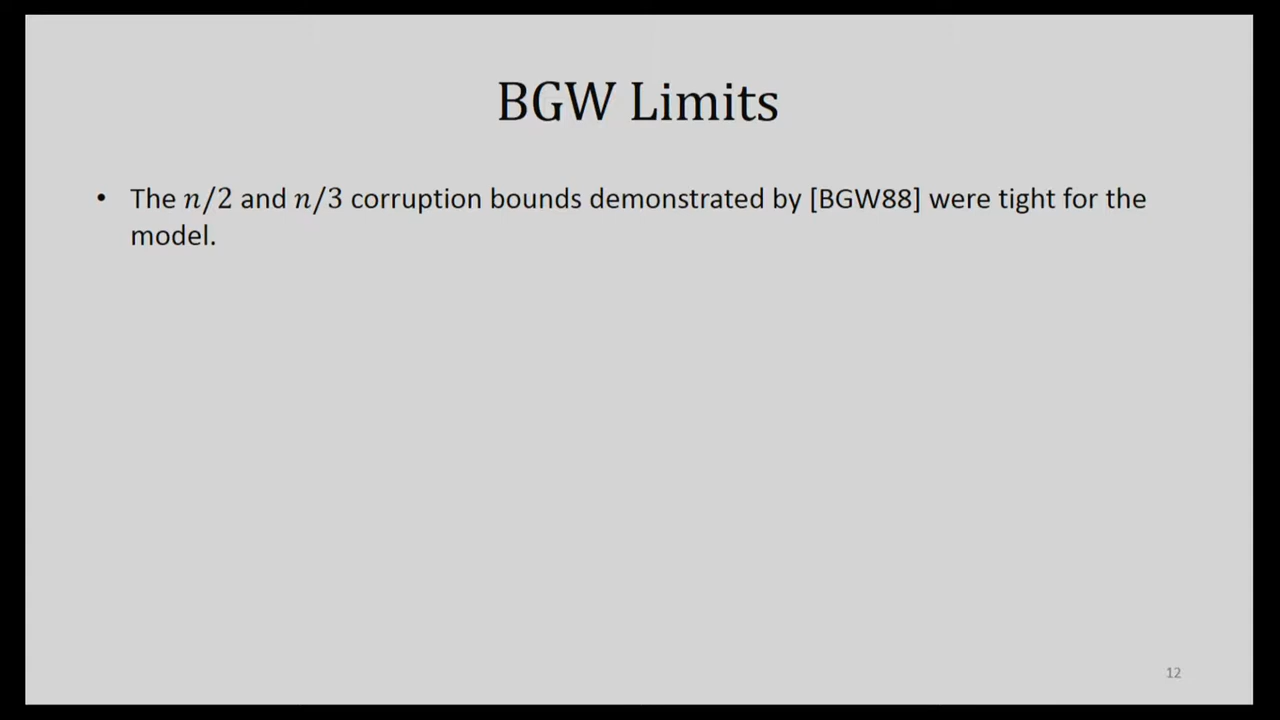 BGW Limits
• The n/2 and n/3 corruption bounds demonstrated by [BGW88] were tight for the
model.
12